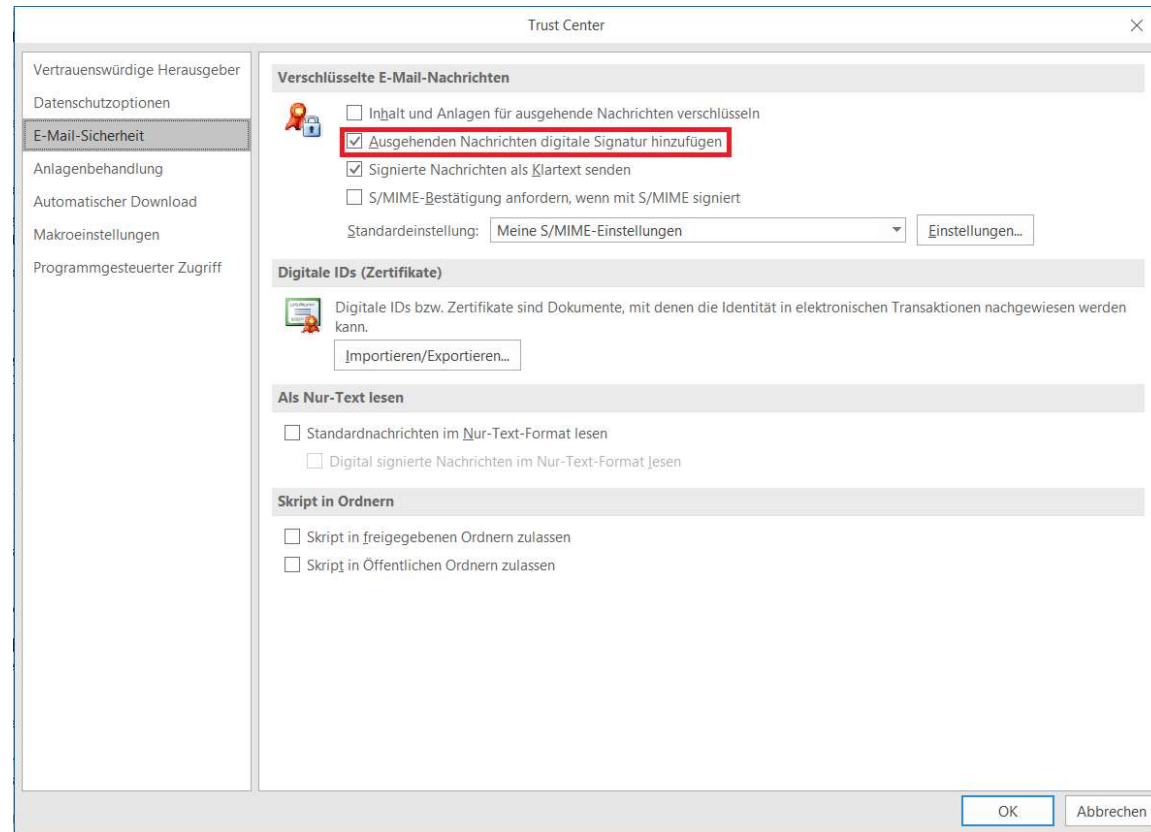 Trust Center
Vertrauenswürdige Herausgeber
Datenschutzoptionen
E-Mail-Sicherheit
Anlagenbehandlung
Automatischer Download
Makroeinstellungen
Programmgesteuerter Zugriff
Verschlüsselte E-Mail-Nachrichten
Inhalt und Anlagen für ausgehende Nachrichten verschlüsseln
Ausgehenden Nachrichten digitale Signatur hinzufügen
Signierte Nachrichten als Klartext senden
S/MIME-Bestätigung anfordern, wenn mit S/MIME signiert
Standardeinstellung: Meine S/MIME-Einstellungen Einstellungen...
Digitale IDs (Zertifikate)
Digitale IDs bzw. Zertifikate sind Dokumente, mit denen die Identität in elektronischen Transaktionen nachgewiesen werden
kann.
Importieren/Exportieren...
Als Nur-Text lesen
Standardnachrichten im Nur-Text-Format lesen
Digital signierte Nachrichten im Nur-Text-Format lesen
Skript in Ordnern
Skript in freigegebenen Ordnern zulassen
Skript in Öffentlichen Ordnern zulassen
OK Abbrechen